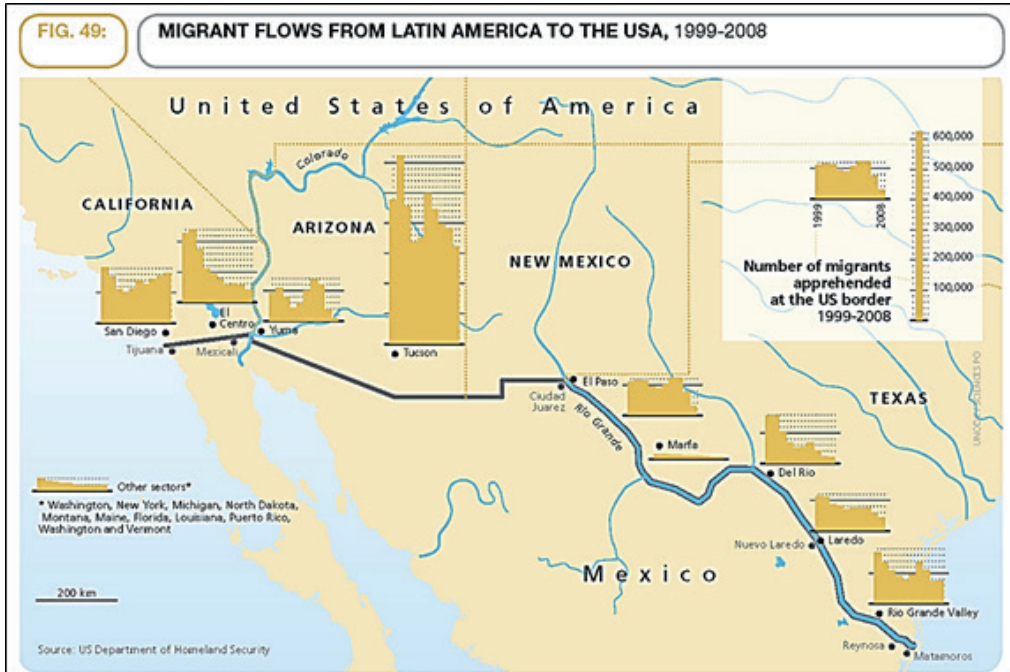 FIG. 49:
MIGRANT FLOWS FROM LATIN AMERICA TO THE USA, 1999-2008
United States of America
Colorado
CALIFORNIA
ARIZONA
NEW MEXICO
TEXAS
600,000
500,000
400,000
300,000
200,000
100,000
1999
2008
Number of migrants
apprehended
at the US border
1999-2008
San Diego
Tijuana
El
Centro
Mexicali
Yuma
Tucson
El Paso
Ciudad
Juarez
Rio Grande
Marfa
Del Rio
Nuevo Laredo
Laredo
Mexico
Rio Grande Valley
Reynosa
Matamoros
Other sectors*
* Washington, New York, Michigan, North Dakota,
Montana, Maine, Florida, Louisiana, Puerto Rico,
Washington and Vermont
200 km
Source: US Department of Homeland Security